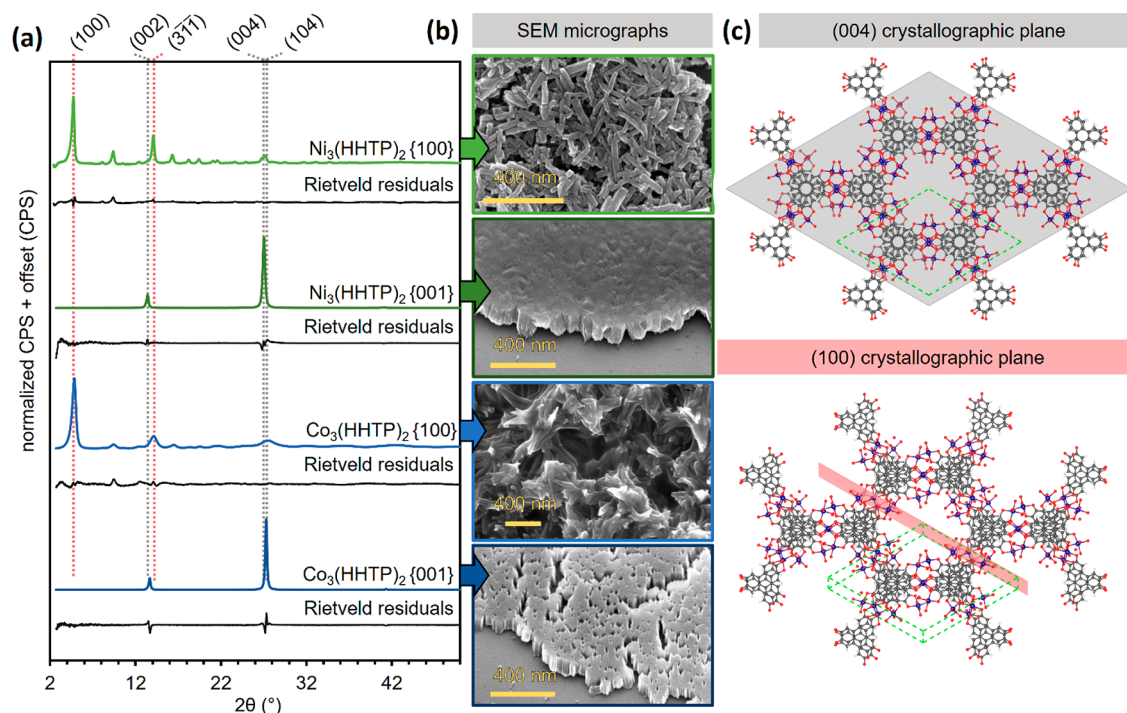 (a)
(100)
(002)
(311̄)
(004)
(104)
normalized CPS + offset (CPS)
Ni₃(HHTP)₂ {100}
Rietveld residuals
Ni₃(HHTP)₂ {001}
Rietveld residuals
Co₃(HHTP)₂ {100}
Rietveld residuals
Co₃(HHTP)₂ {001}
Rietveld residuals
2 12 22 32 42
2θ (°)
(b)
SEM micrographs
400 nm
400 nm
400 nm
400 nm
(c)
(004) crystallographic plane
(100) crystallographic plane